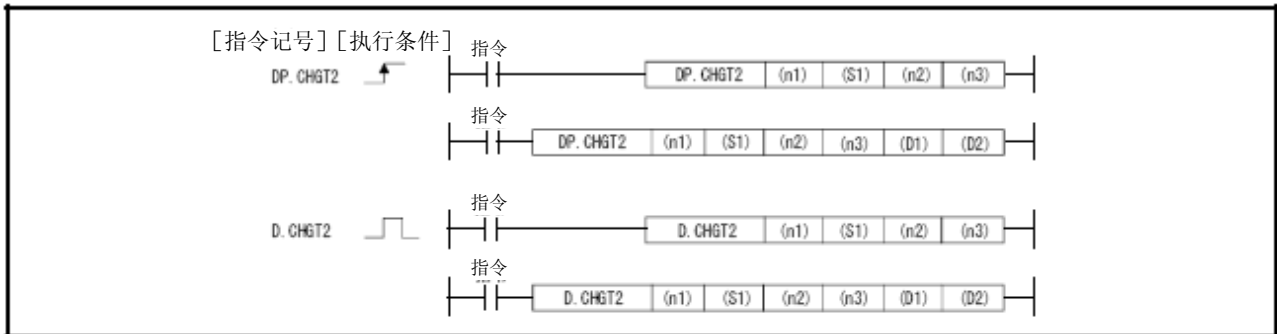 [指令记号] [执行条件]
指令
DP. CHGT2 DP. CHGT2 (n1) (S1) (n2) (n3)
指令
DP. CHGT2 (n1) (S1) (n2) (n3) (D1) (D2)
指令
D. CHGT2 D. CHGT2 (n1) (S1) (n2) (n3)
指令
D. CHGT2 (n1) (S1) (n2) (n3) (D1) (D2)